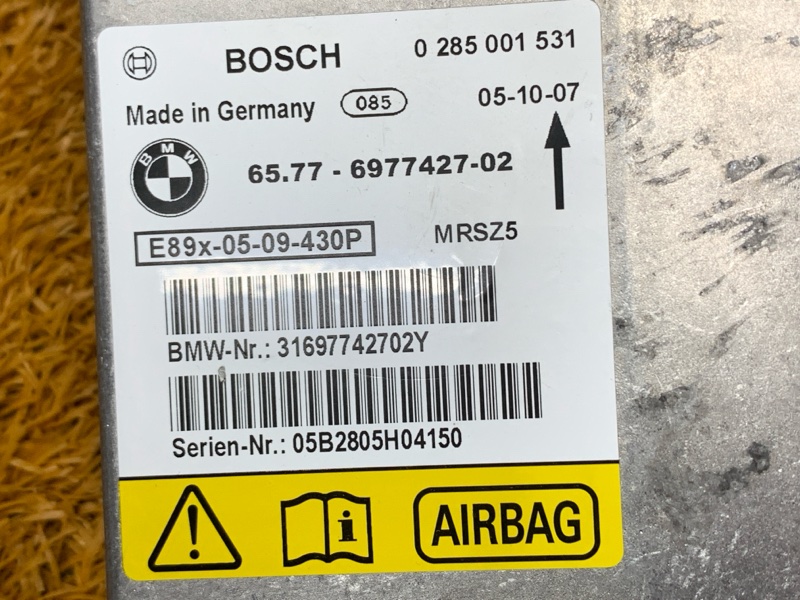 BOSCH 0 285 001 531
Made in Germany 085 05-10-07
BMW 65.77 - 6977427-02
E89x-05-09-430P MRSZ5
BMW-Nr.: 31697742702Y
Serien-Nr.: 05B2805H04150
! i AIRBAG